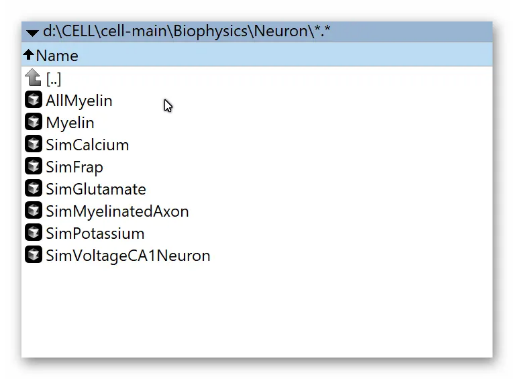 d:\CELL\cell-main\Biophysics\Neuron\*.*
Name
[..]
AllMyelin
Myelin
SimCalcium
SimFrap
SimGlutamate
SimMyelinatedAxon
SimPotassium
SimVoltageCA1Neuron